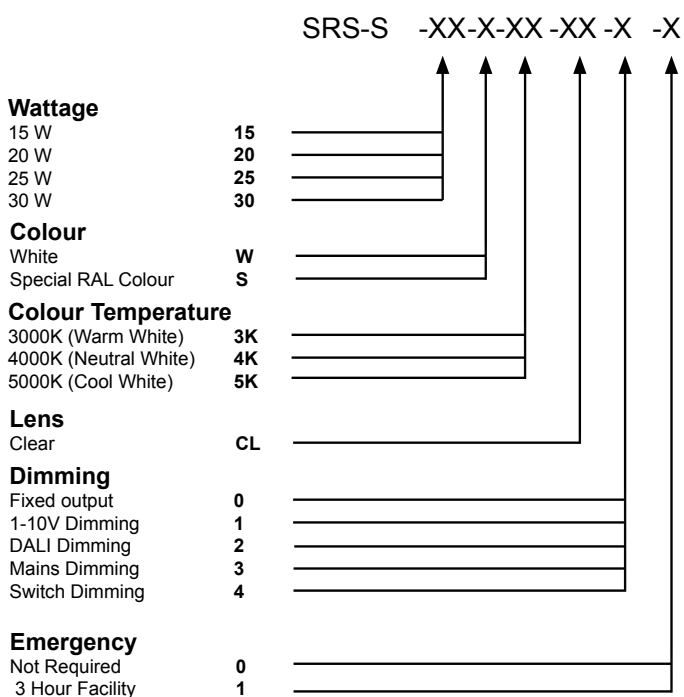 SRS-S -XX-X-XX -XX -X -X
Wattage
15 W 15
20 W 20
25 W 25
30 W 30
Colour
White W
Special RAL Colour S
Colour Temperature
3000K (Warm White) 3K
4000K (Neutral White) 4K
5000K (Cool White) 5K
Lens
Clear CL
Dimming
Fixed output 0
1-10V Dimming 1
DALI Dimming 2
Mains Dimming 3
Switch Dimming 4
Emergency
Not Required 0
3 Hour Facility 1